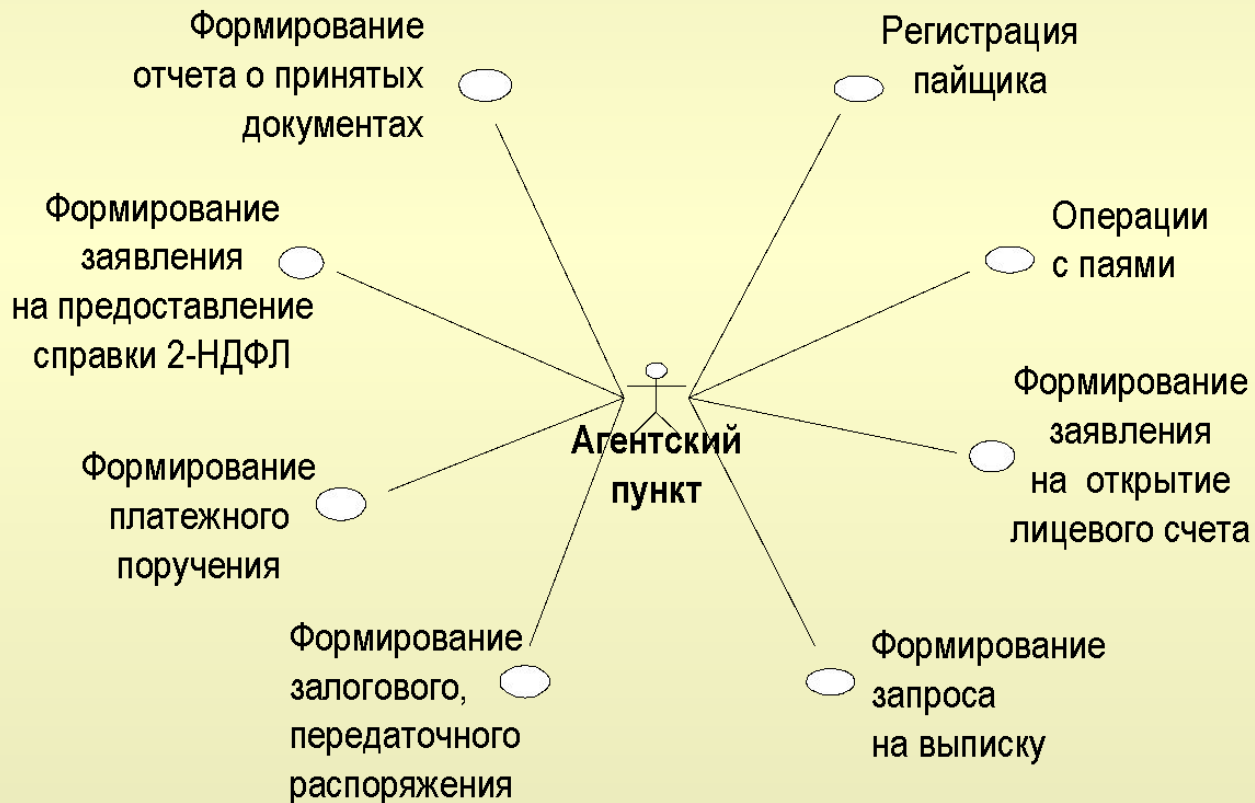 Формирование
отчета о принятых
документах
Регистрация
пайщика
Формирование
заявления
на предоставление
справки 2-НДФЛ
Операции
с паями
Агентский
пункт
Формирование
заявления
на открытие
лицевого счета
Формирование
платежного
поручения
Формирование
залогового,
передаточного
распоряжения
Формирование
запроса
на выписку